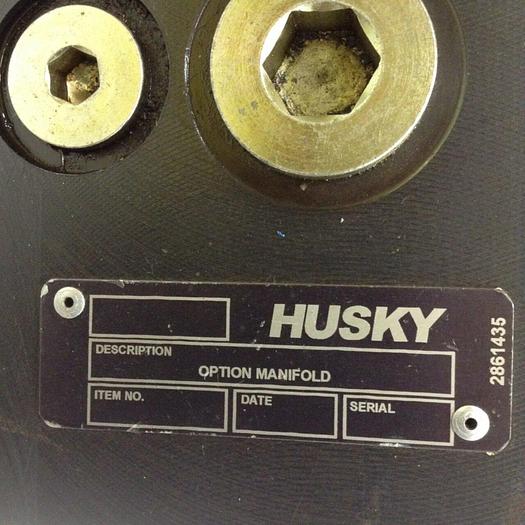 HUSKY
DESCRIPTION
OPTION MANIFOLD
ITEM NO.
DATE
SERIAL
2861435